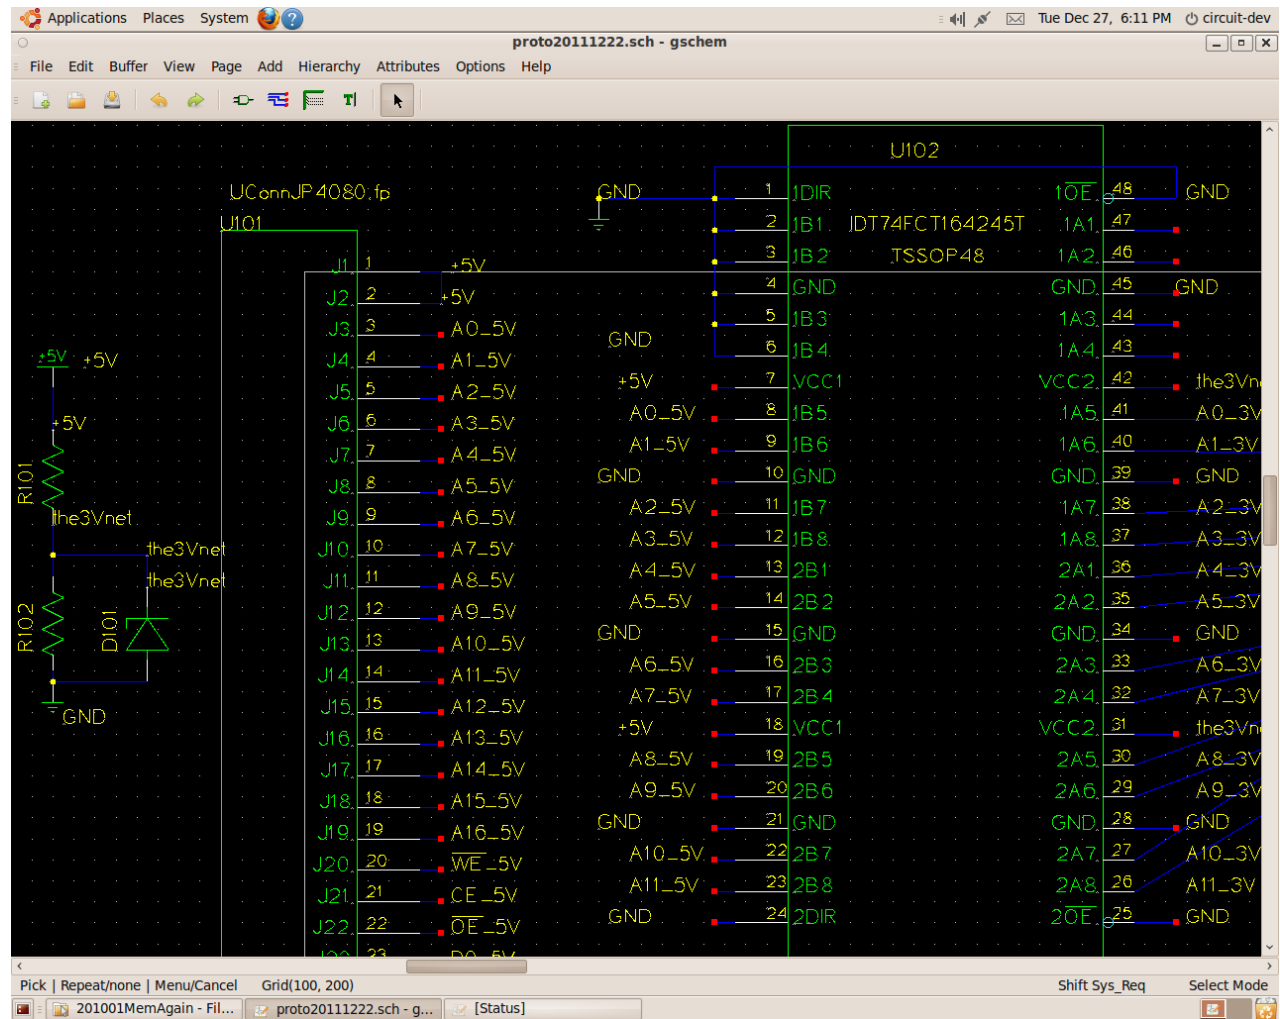 Applications Places System Tue Dec 27, 6:11 PM circuit-dev
proto20111222.sch - gschem
File Edit Buffer View Page Add Hierarchy Attributes Options Help
U102
UConnJP4080.fp GND 1 1DIR 1OE 48 GND
U101 2 1B1 IDT74FCT164245T 1A1 47
3 1B2 TSSOP48 1A2 46
J1 1 +5V
J2 2 +5V 4 GND GND 45 GND
J3 3 A0_5V 5 1B3 1A3 44
GND 6 1B4 1A4 43
+5V +5V J4 4 A1_5V
J5 5 A2_5V +5V 7 VCC1 VCC2 42 the3Vn
+5V J6 6 A3_5V A0_5V 8 1B5 1A5 41 A0_3V
J7 7 A4_5V A1_5V 9 1B6 1A6 40 A1_3V
R101 J8 8 A5_5V GND 10 GND GND 39 GND
the3Vnet J9 9 A6_5V A2_5V 11 1B7 1A7 38 A2_3V
the3Vnet J10 10 A7_5V A3_5V 12 1B8 1A8 37 A3_3V
the3Vnet J11 11 A8_5V A4_5V 13 2B1 2A1 36 A4_3V
R102 D101 J12 12 A9_5V A5_5V 14 2B2 2A2 35 A5_3V
J13 13 A10_5V GND 15 GND GND 34 GND
J14 14 A11_5V A6_5V 16 2B3 2A3 33 A6_3V
GND J15 15 A12_5V A7_5V 17 2B4 2A4 32 A7_3V
J16 16 A13_5V +5V 18 VCC1 VCC2 31 the3Vn
J17 17 A14_5V A8_5V 19 2B5 2A5 30 A8_3V
J18 18 A15_5V A9_5V 20 2B6 2A6 29 A9_3V
J19 19 A16_5V GND 21 GND GND 28 GND
J20 20 WE_5V A10_5V 22 2B7 2A7 27 A10_3V
J21 21 CE_5V A11_5V 23 2B8 2A8 26 A11_3V
J22 22 OE_5V GND 24 2DIR 2OE 25 GND
Pick | Repeat/none | Menu/Cancel Grid(100, 200) Shift Sys_Req Select Mode
201001MemAgain - Fil... proto20111222.sch - g... [Status]